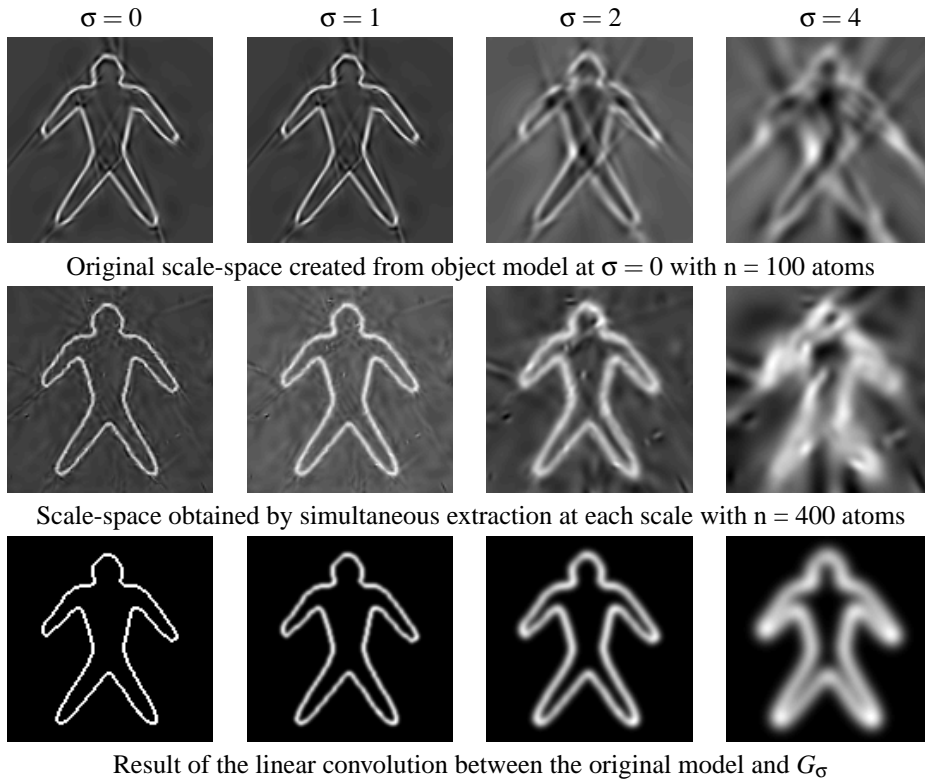 σ = 0 σ = 1 σ = 2 σ = 4
Original scale-space created from object model at σ = 0 with n = 100 atoms
Scale-space obtained by simultaneous extraction at each scale with n = 400 atoms
Result of the linear convolution between the original model and Gσ